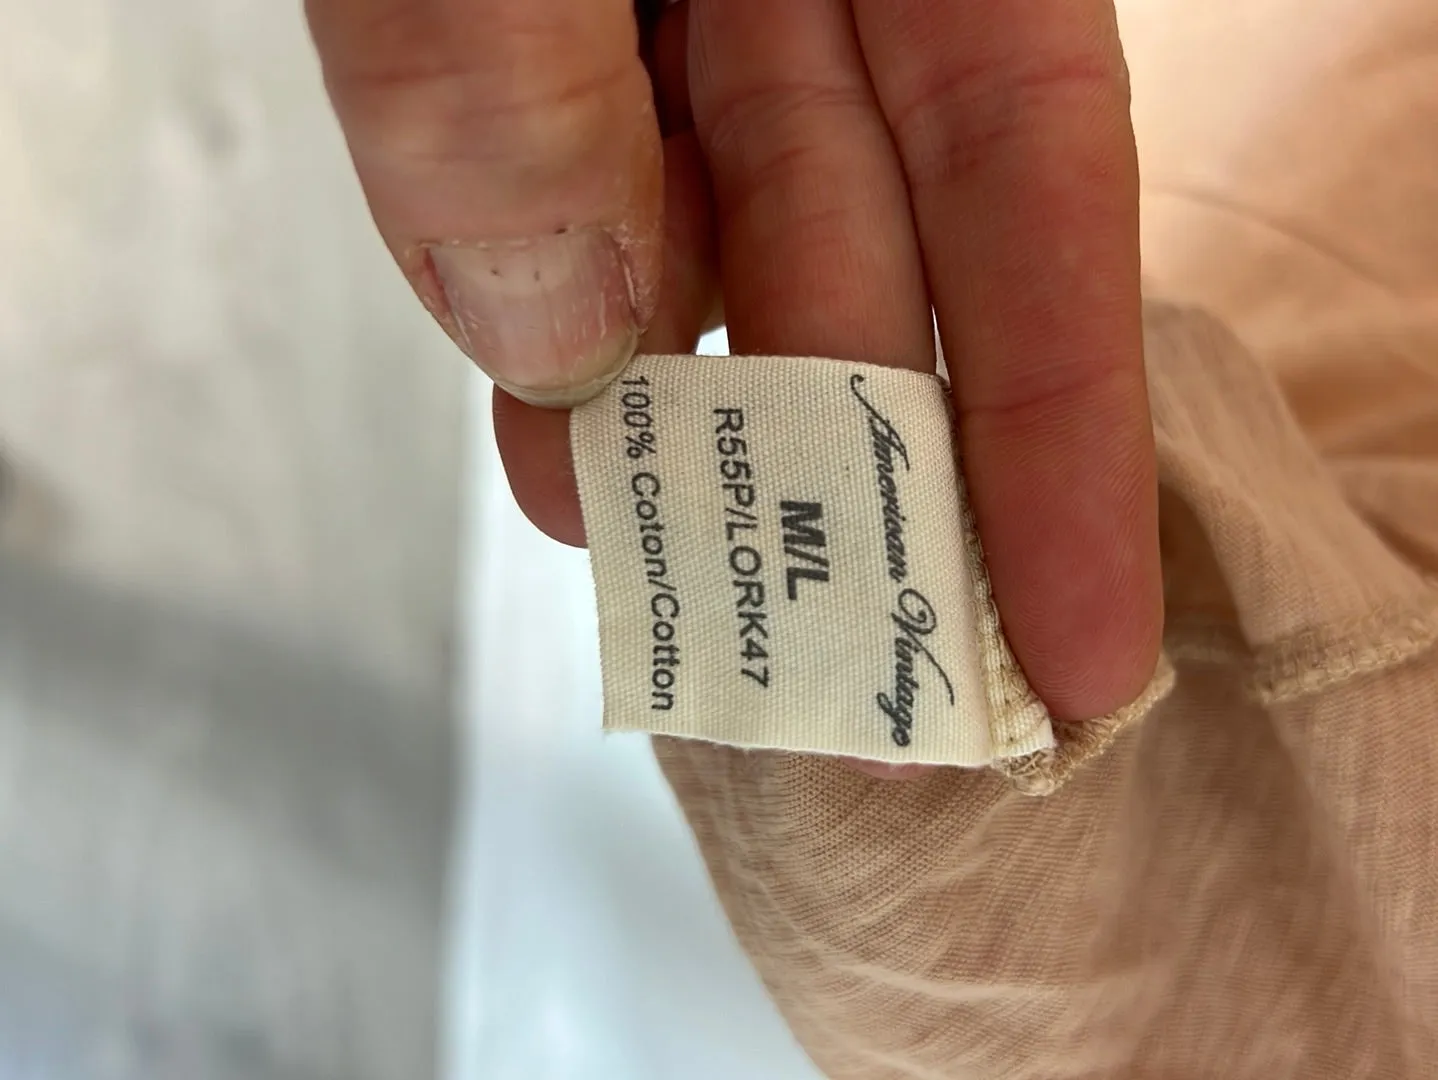 American Vintage
M/L
R55P/LORK47
100% Coton/Cotton